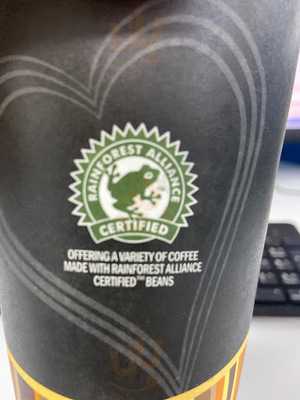 RAINFOREST ALLIANCE
CERTIFIED
OFFERING A VARIETY OF COFFEE
MADE WITH RAINFOREST ALLIANCE
CERTIFIED™ BEANS